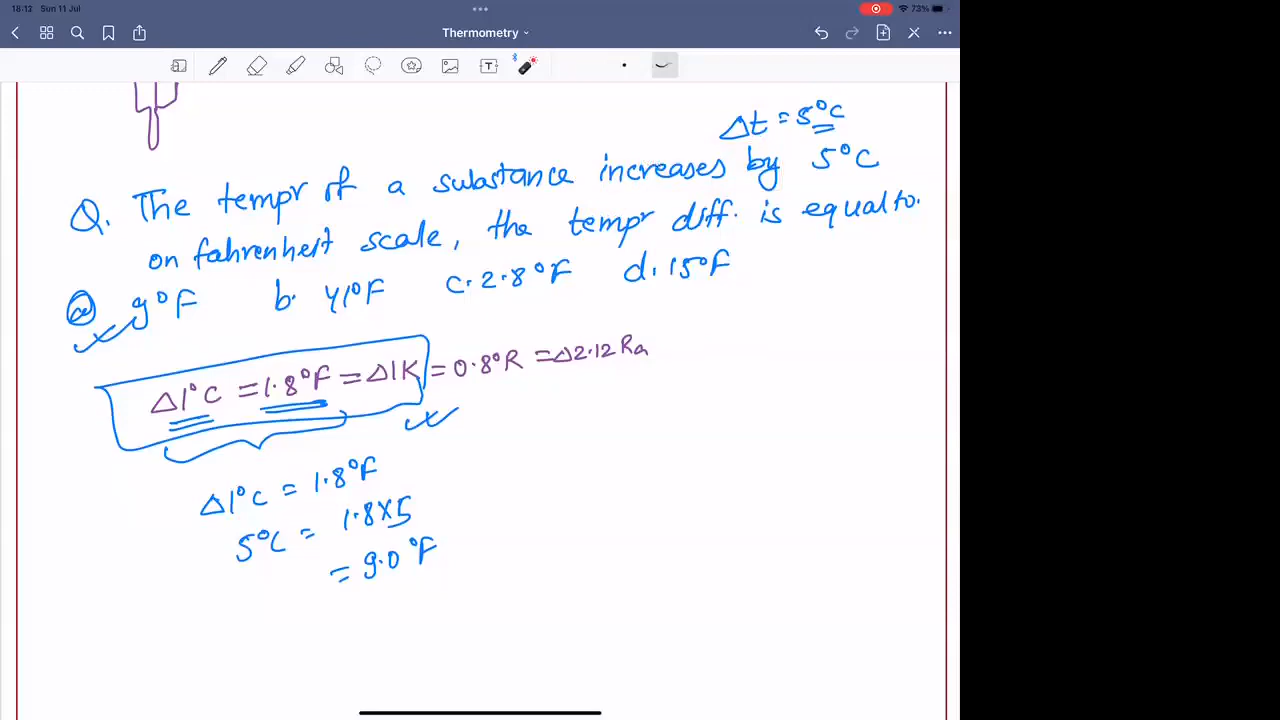 18:12 Sun 11 Jul
73%
Thermometry
Δt = 5°C
Q. The tempr of a substance increases by 5°C
on fahrenheit scale, the tempr diff. is equal to.
a 9°F b. 41°F c. 2.8°F d. 15°F
Δ1°C = 1.8°F = Δ1K = 0.8°R = Δ2.12 Ra
Δ1°C = 1.8°F
5°C = 1.8×5
= 9.0°F